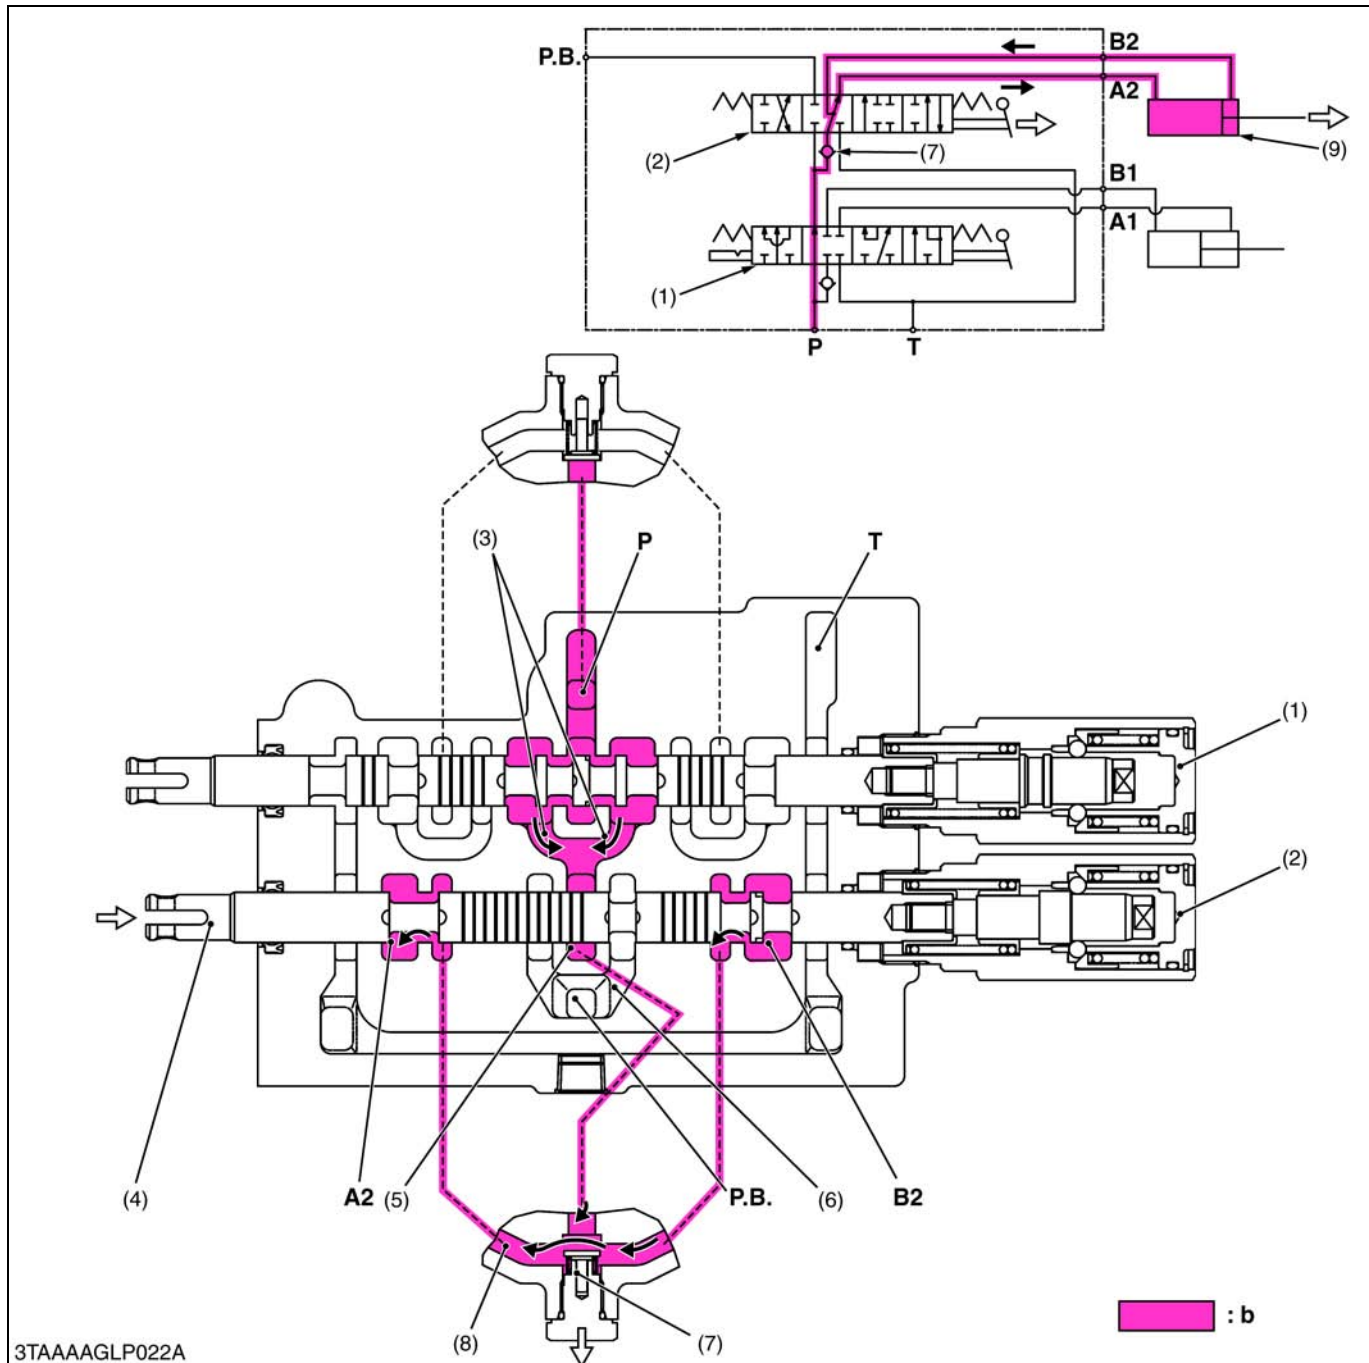 P.B.
B2
A2
(2)
(7)
(9)
B1
A1
(1)
P
T
(3)
P
T
(1)
(2)
(4)
A2
(5)
P.B.
(6)
B2
(8)
(7)
: b
3TAAAAGLP022A